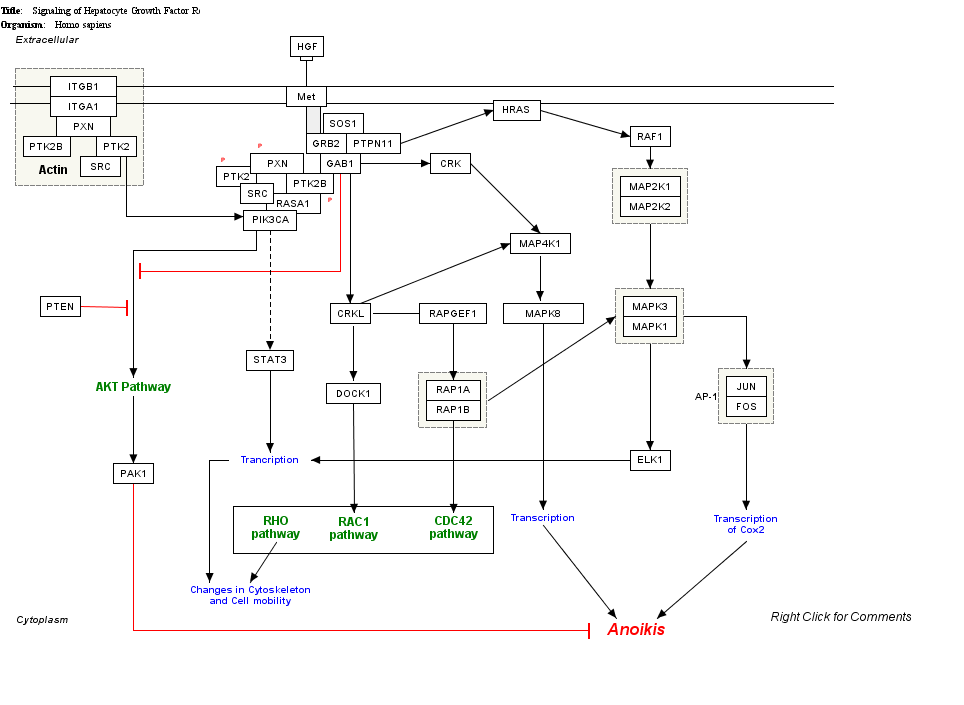 Title: Signaling of Hepatocyte Growth Factor
Organism: Homo sapiens
Extracellular
HGF
ITGB1
Met
ITGA1
HRAS
SOS1
PXN
RAF1
PTK2B
PTK2
GRB2
PTPN11
Actin
SRC
P
P
PXN
GAB1
CRK
PTK2
PTK2B
MAP2K1
SRC
RASA1
P
MAP2K2
PIK3CA
MAP4K1
PTEN
CRKL
RAPGEF1
MAPK8
MAPK3
MAPK1
STAT3
AKT Pathway
DOCK1
RAP1A
RAP1B
AP-1
JUN
FOS
Trancription
ELK1
PAK1
RHO
pathway
RAC1
pathway
CDC42
pathway
Transcription
Transcription
of Cox2
Changes in Cytoskeleton
and Cell mobility
Cytoplasm
Anoikis
Right Click for Comments